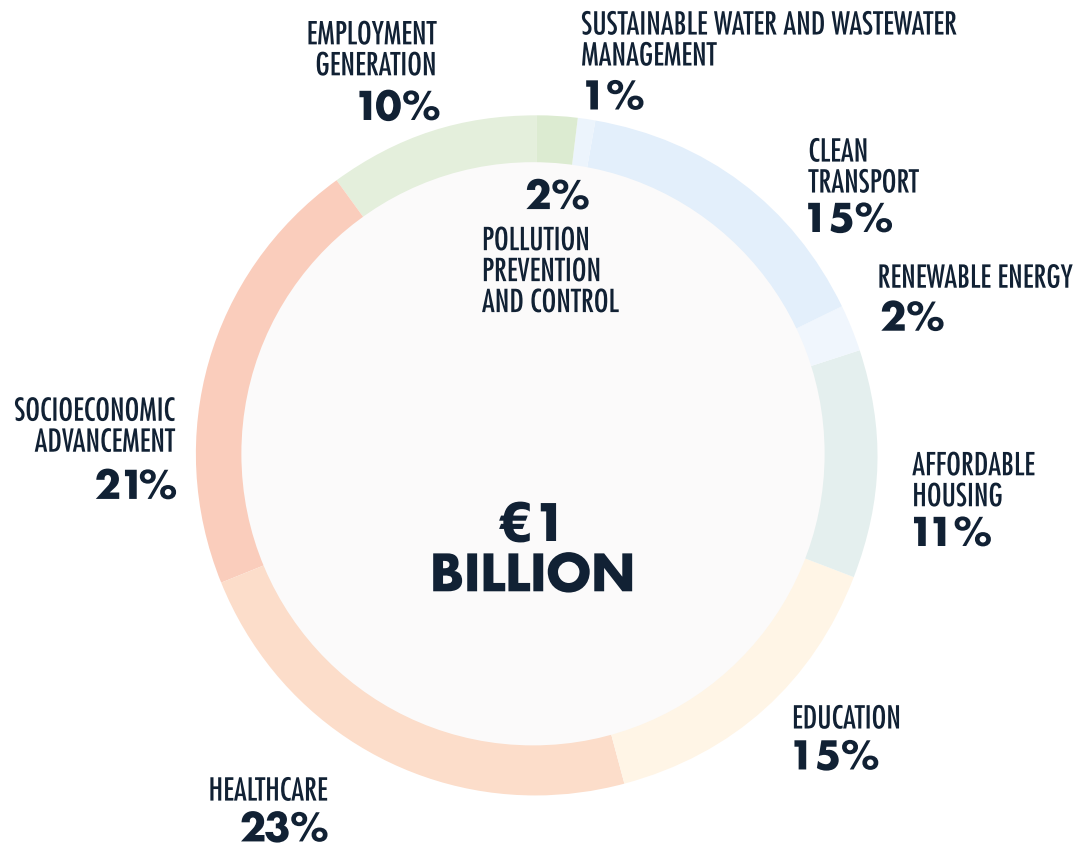 EMPLOYMENT
GENERATION
10%
SUSTAINABLE WATER AND WASTEWATER
MANAGEMENT
1%
2%
POLLUTION
PREVENTION
AND CONTROL
CLEAN
TRANSPORT
15%
RENEWABLE ENERGY
2%
SOCIOECONOMIC
ADVANCEMENT
21%
AFFORDABLE
HOUSING
11%
€1
BILLION
EDUCATION
15%
HEALTHCARE
23%